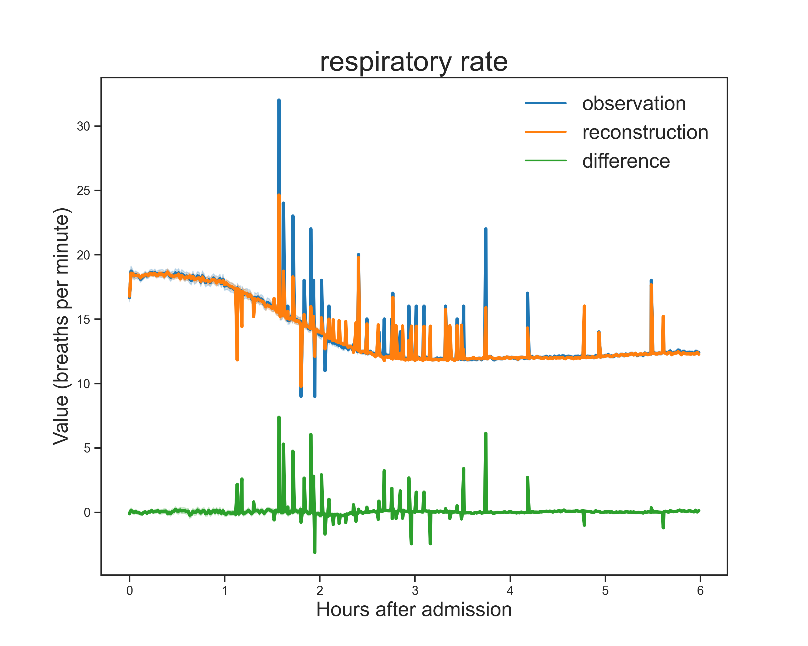 respiratory rate
observation
reconstruction
difference
Value (breaths per minute)
30
25
20
15
10
5
0
0 1 2 3 4 5 6
Hours after admission